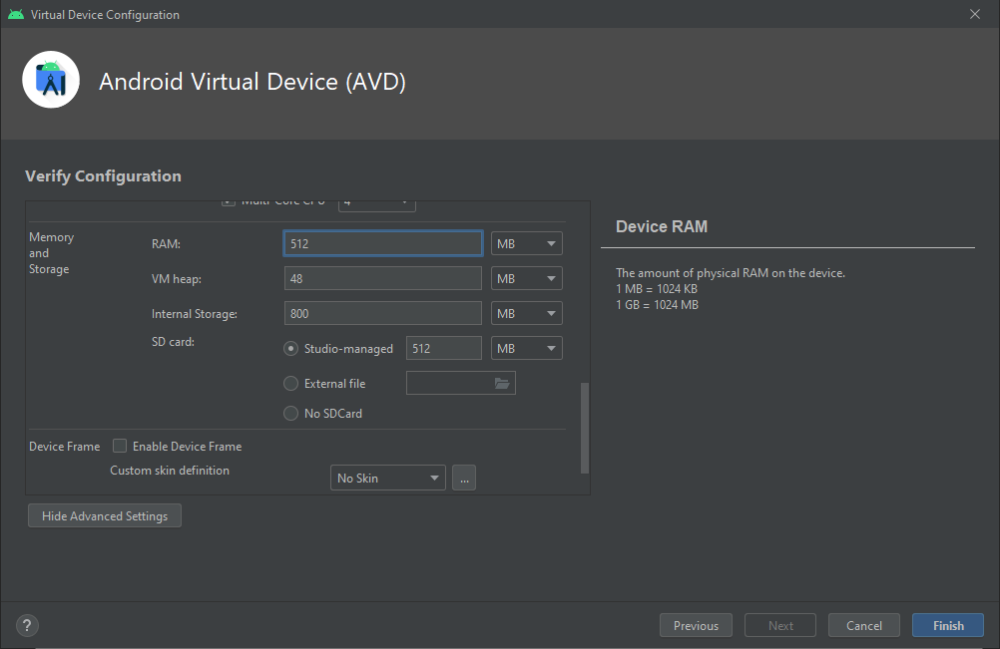 Virtual Device Configuration
Android Virtual Device (AVD)
Verify Configuration
Multi-Core CPU 4
Memory
and
Storage
RAM: 512 MB
VM heap: 48 MB
Internal Storage: 800 MB
SD card:
Studio-managed 512 MB
External file
No SDCard
Device Frame Enable Device Frame
Custom skin definition
No Skin ...
Hide Advanced Settings
Device RAM
The amount of physical RAM on the device.
1 MB = 1024 KB
1 GB = 1024 MB
? Previous Next Cancel Finish